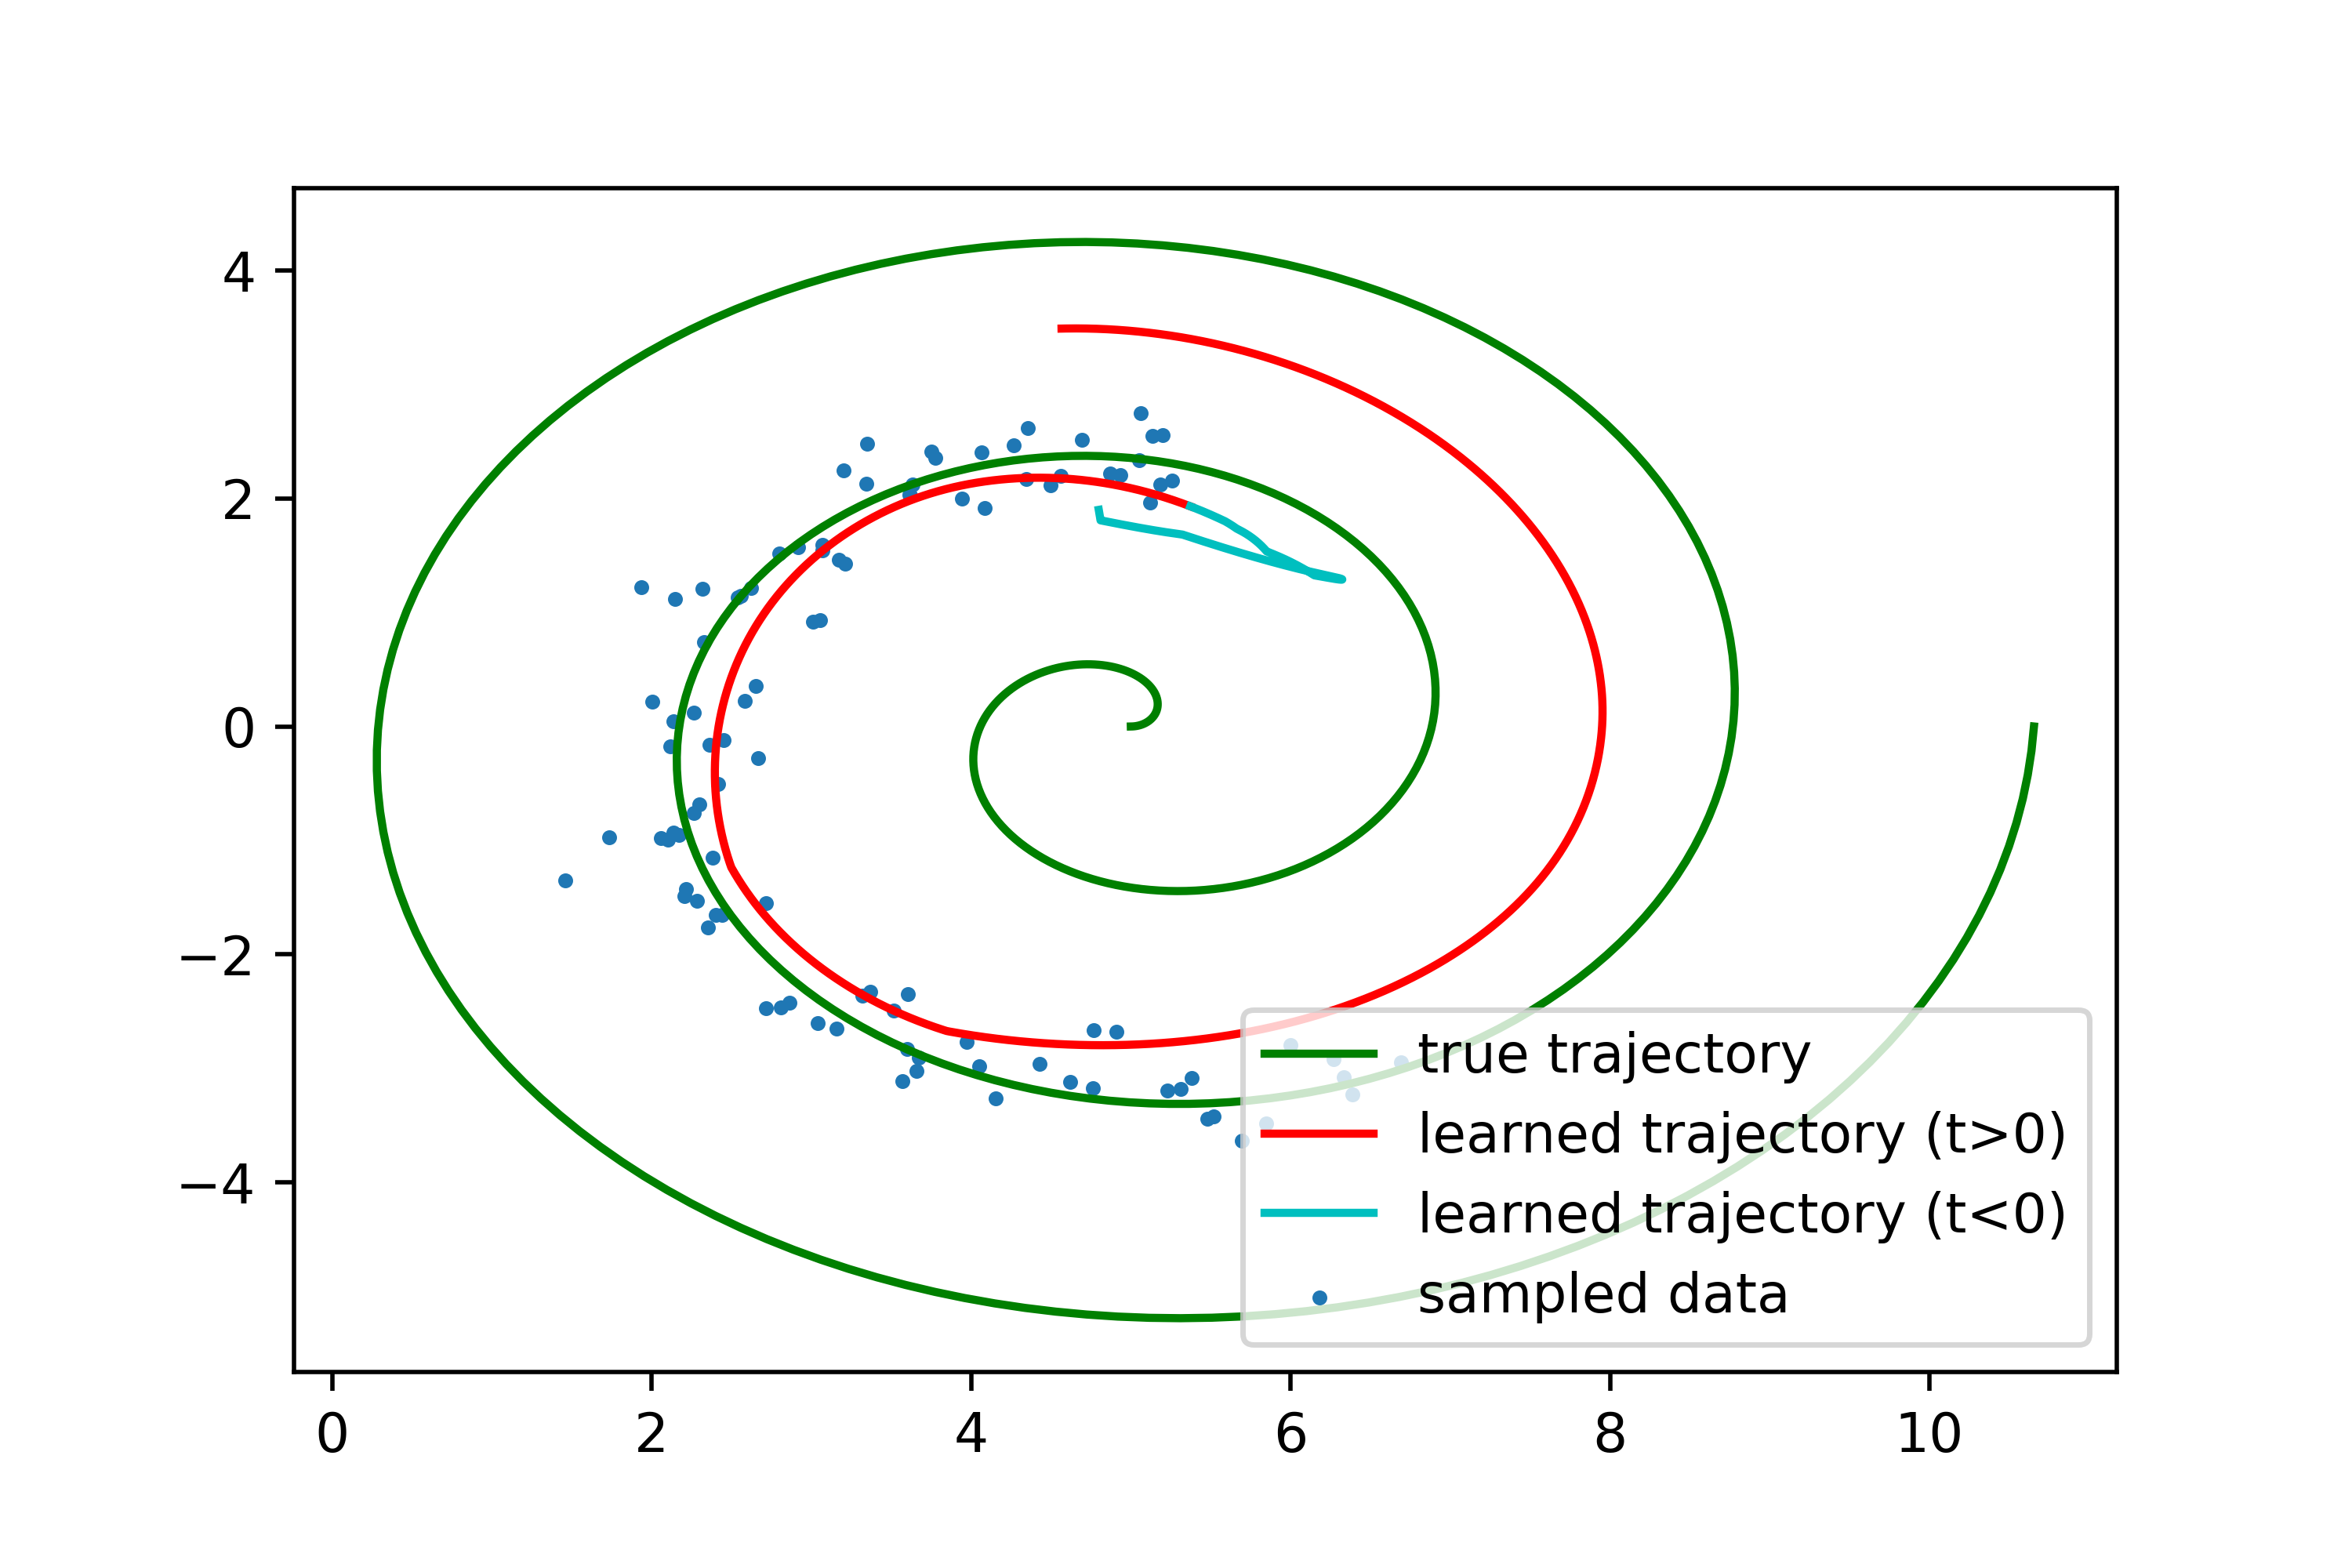 4
2
0
−2
−4
true trajectory
learned trajectory (t>0)
learned trajectory (t<0)
sampled data
0 2 4 6 8 10